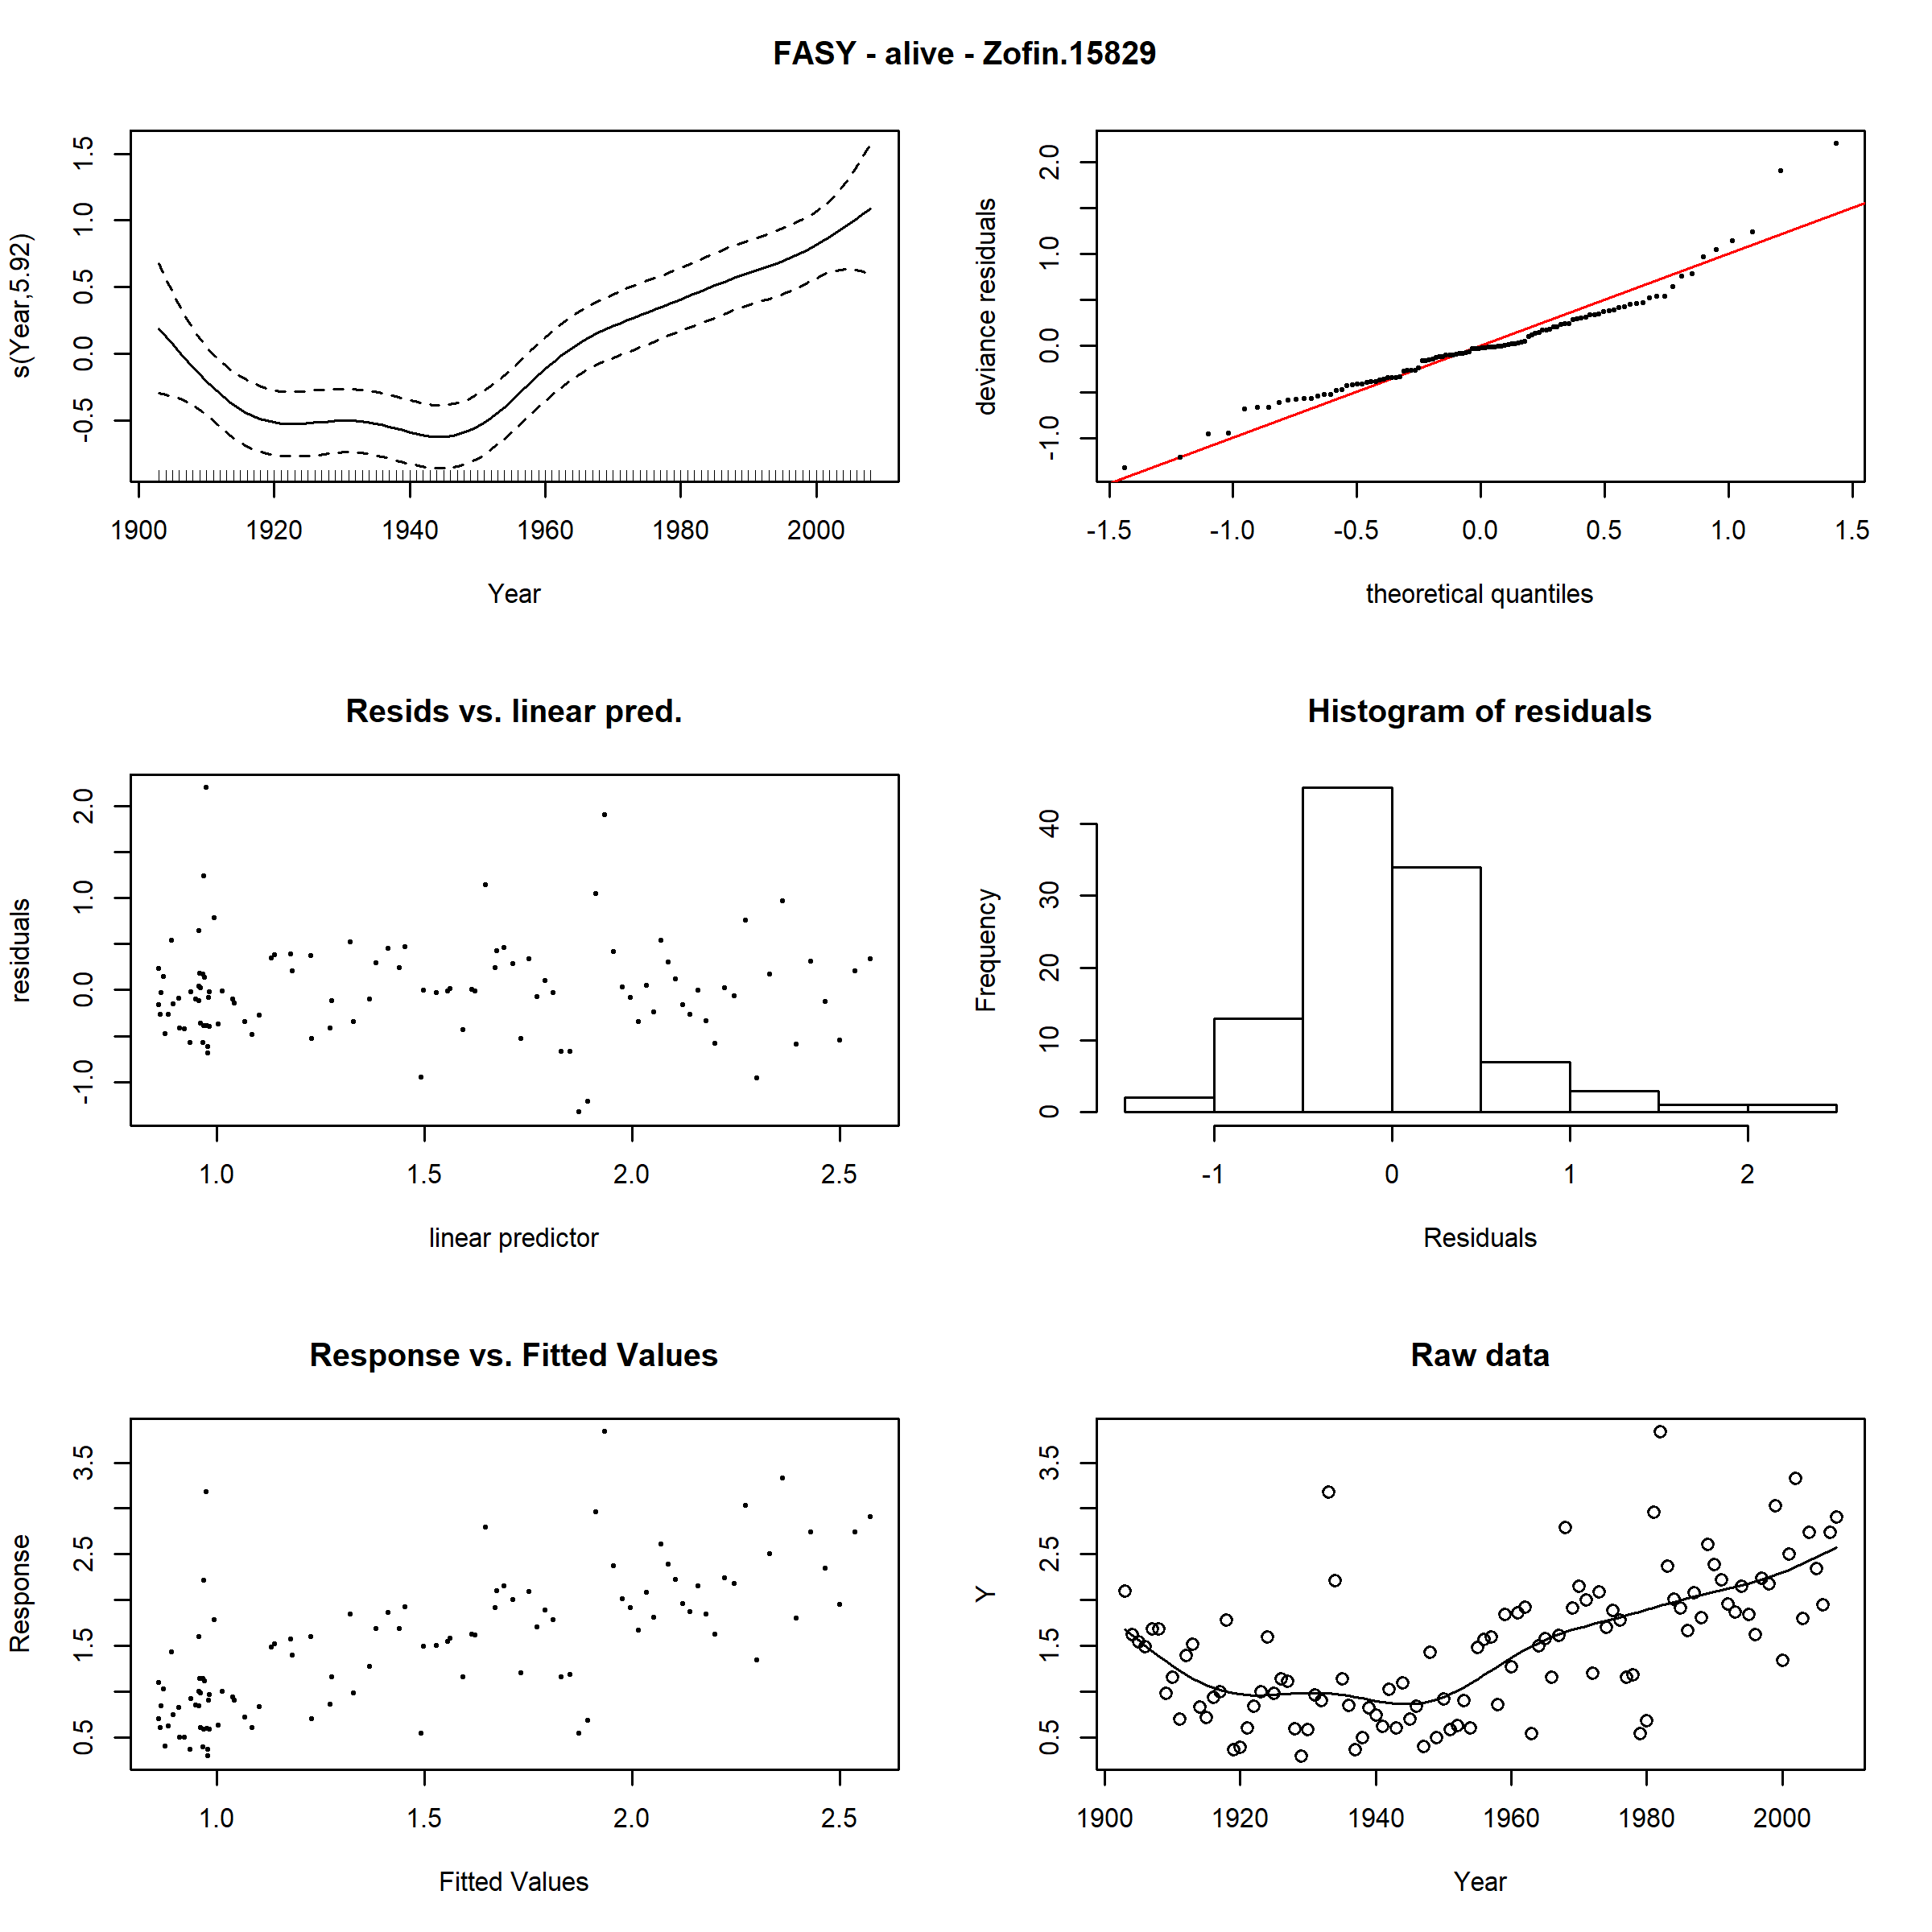 FASY - alive - Zofin.15829
s(Year,5.92)
-0.5 0.0 0.5 1.0 1.5
1900 1920 1940 1960 1980 2000
Year
deviance residuals
-1.0 0.0 1.0 2.0
-1.5 -1.0 -0.5 0.0 0.5 1.0 1.5
theoretical quantiles
Resids vs. linear pred.
residuals
-1.0 0.0 1.0 2.0
1.0 1.5 2.0 2.5
linear predictor
Histogram of residuals
Frequency
0 10 20 30 40
-1 0 1 2
Residuals
Response vs. Fitted Values
Response
0.5 1.5 2.5 3.5
1.0 1.5 2.0 2.5
Fitted Values
Raw data
Y
0.5 1.5 2.5 3.5
1900 1920 1940 1960 1980 2000
Year